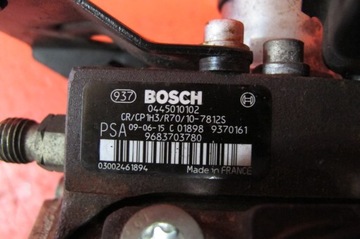 937 BOSCH
0445010102
CR/CP1H3/R70/10-7812S
PSA 09-06-15 C 01898 9370161
9683703780
03002461894 Made in FRANCE